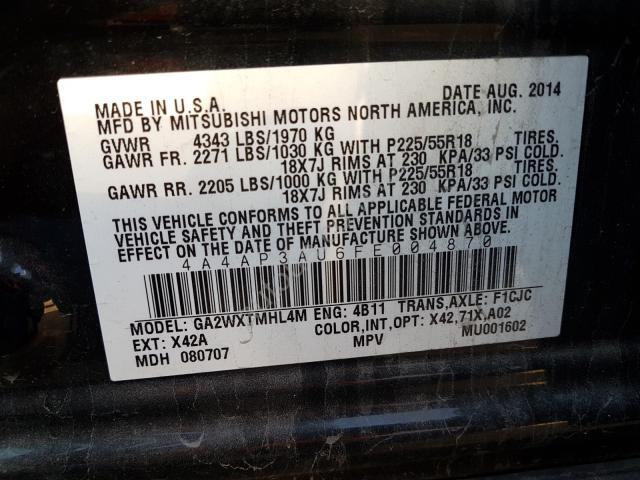 MADE IN U.S.A. DATE AUG. 2014
MFD BY MITSUBISHI MOTORS NORTH AMERICA, INC.
GVWR 4343 LBS/1970 KG
GAWR FR. 2271 LBS/1030 KG WITH P225/55R18 TIRES.
18X7J RIMS AT 230 KPA/33 PSI COLD.
GAWR RR. 2205 LBS/1000 KG WITH P225/55R18 TIRES.
18X7J RIMS AT 230 KPA/33 PSI COLD.
THIS VEHICLE CONFORMS TO ALL APPLICABLE FEDERAL MOTOR
VEHICLE SAFETY AND THEFT PREVENTION STANDARDS IN
EFFECT ON THE DATE OF MANUFACTURE SHOWN ABOVE.
4A4AP3AU6FE004870
MODEL: GA2WXTMHL4M ENG: 4B11 TRANS,AXLE: F1CJC
EXT: X42A COLOR,INT,OPT: X42,71X,A02
MDH 080707 MPV MU001602